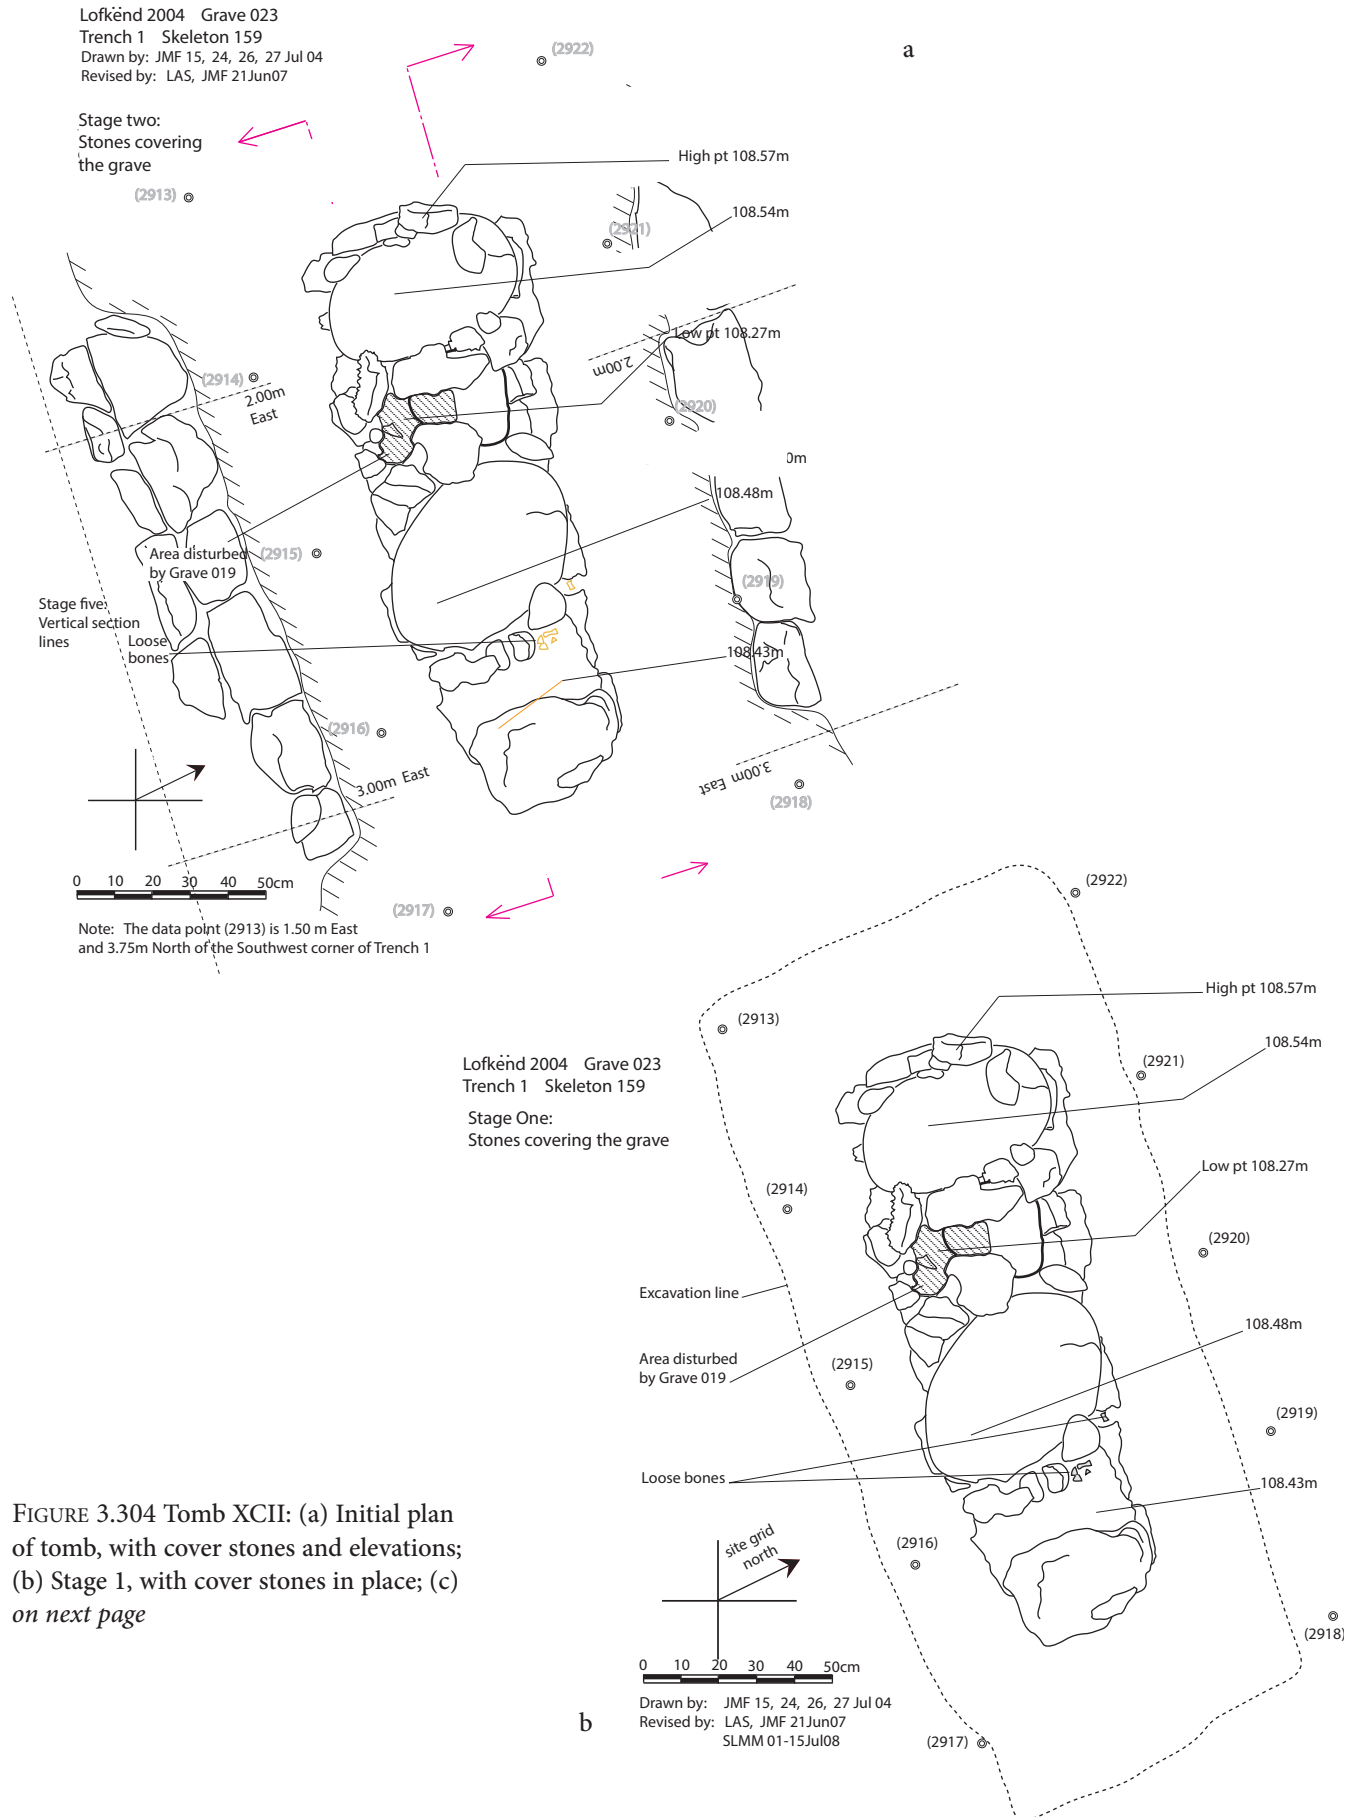 Lofkënd 2004 Grave 023
Trench 1 Skeleton 159
Drawn by: JMF 15, 24, 26, 27 Jul 04
Revised by: LAS, JMF 21Jun07
Stage two:
Stones covering
the grave
a
(2922)
High pt 108.57m
(2913)
108.54m
(2921)
Low pt 108.27m
2.00m
(2914)
2.00m
East
(2920)
0m
108.48m
Area disturbed
by Grave 019
(2915)
(2919)
Stage five:
Vertical section
lines
Loose
bones
108.43m
(2916)
3.00m East
3.00m East
(2918)
0 10 20 30 40 50cm
(2917)
Note: The data point (2913) is 1.50 m East
and 3.75m North of the Southwest corner of Trench 1
(2922)
High pt 108.57m
(2913)
108.54m
Lofkënd 2004 Grave 023
Trench 1 Skeleton 159
(2921)
Stage One:
Stones covering the grave
Low pt 108.27m
(2914)
(2920)
Excavation line
108.48m
Area disturbed
by Grave 019
(2915)
(2919)
Loose bones
108.43m
(2916)
site grid
north
(2918)
0 10 20 30 40 50cm
Drawn by: JMF 15, 24, 26, 27 Jul 04
Revised by: LAS, JMF 21Jun07
SLMM 01-15Jul08
b
(2917)
FIGURE 3.304 Tomb XCII: (a) Initial plan
of tomb, with cover stones and elevations;
(b) Stage 1, with cover stones in place; (c)
on next page